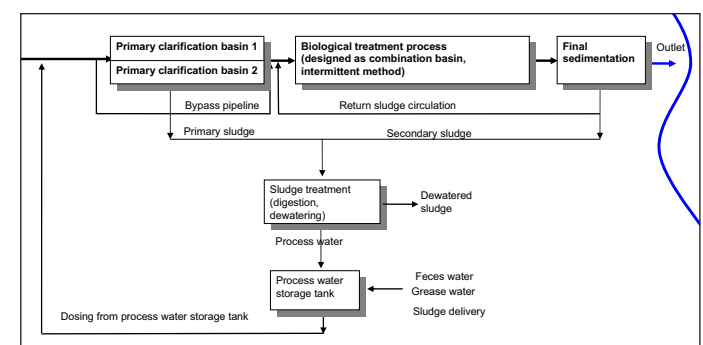 Primary clarification basin 1
Primary clarification basin 2
Biological treatment process
(designed as combination basin,
intermittent method)
Final
sedimentation
Outlet
Bypass pipeline
Return sludge circulation
Primary sludge
Secondary sludge
Sludge treatment
(digestion,
dewatering)
Dewatered
sludge
Process water
Process water
storage tank
Feces water
Grease water
Sludge delivery
Dosing from process water storage tank